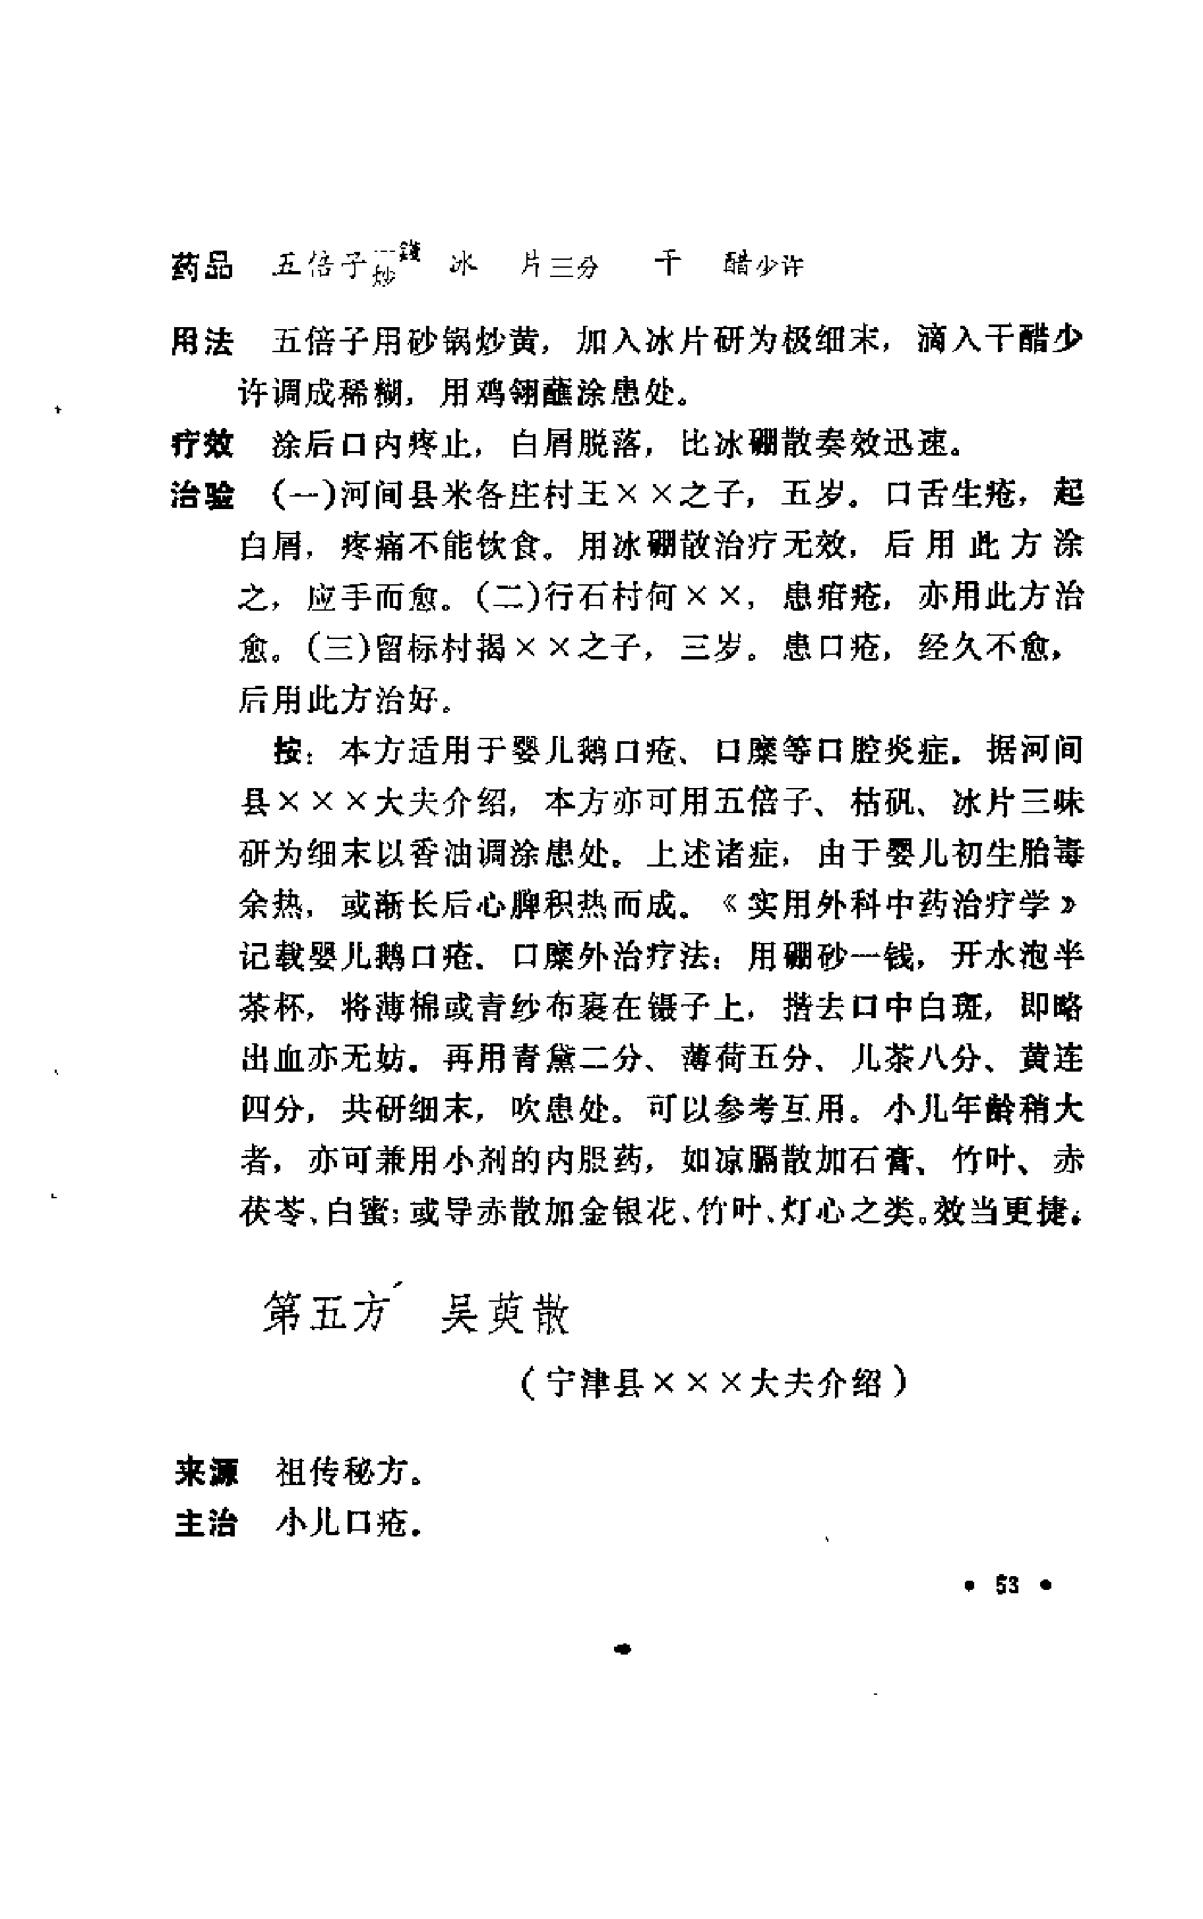 药品 五倍子一錢炒 冰 片三分 干 醋少许
用法 五倍子用砂锅炒黄，加入冰片研为极细末，滴入干醋少
许调成稀糊，用鸡翎蘸涂患处。
疗效 涂后口内疼止，白屑脱落，比冰硼散奏效迅速。
治验 (一)河间县米各庄村王××之子，五岁。口舌生疮，起
白屑，疼痛不能饮食。用冰硼散治疗无效，后用此方涂
之，应手而愈。(二)行石村何××，患疳疮，亦用此方治
愈。(三)留标村揭××之子，三岁。患口疮，经久不愈，
后用此方治好。
按：本方适用于婴儿鹅口疮、口糜等口腔炎症。据河间
县×××大夫介绍，本方亦可用五倍子、枯矾、冰片三味
研为细末以香油调涂患处。上述诸症，由于婴儿初生胎毒
余热，或渐长后心脾积热而成。《实用外科中药治疗学》
记载婴儿鹅口疮、口糜外治疗法：用硼砂一钱，开水泡半
茶杯，将薄棉或青纱布裹在镊子上，揩去口中白斑，即略
出血亦无妨。再用青黛二分、薄荷五分、儿茶八分、黄连
四分，共研细末，吹患处。可以参考互用。小儿年龄稍大
者，亦可兼用小剂的内服药，如凉膈散加石膏、竹叶、赤
茯苓、白蜜；或导赤散加金银花、竹叶、灯心之类。效当更捷。
第五方 吴萸散
（宁津县×××大夫介绍）
来源 祖传秘方。
主治 小儿口疮。
• 53 •